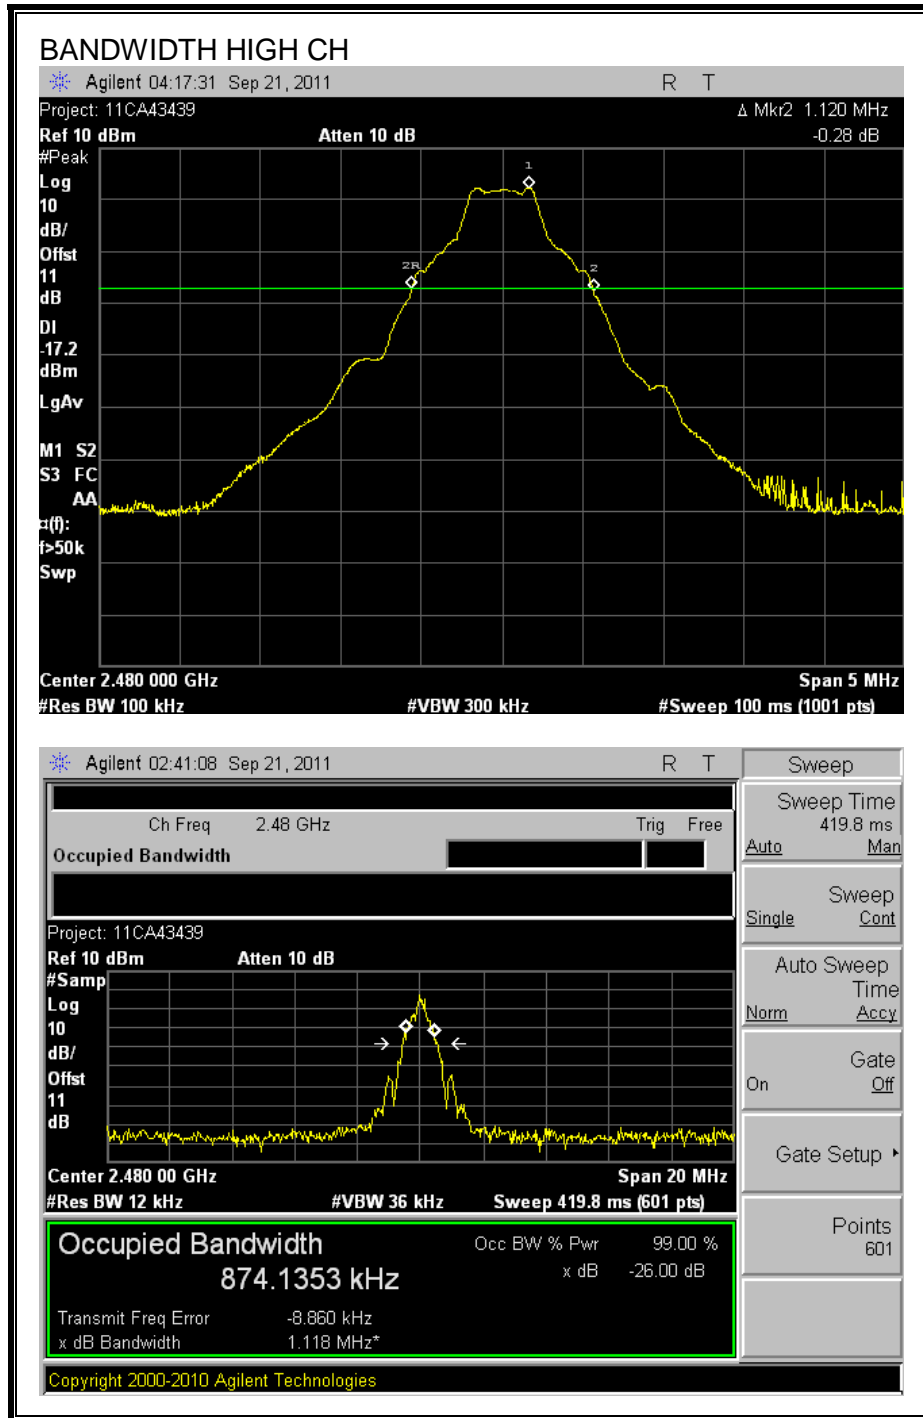 BANDWIDTH HIGH CH
Agilent 04:17:31 Sep 21, 2011 R T
Project: 11CA43439 Δ Mkr2 1.120 MHz
Ref 10 dBm Atten 10 dB -0.28 dB
#Peak
Log
10
dB/
Offst
11
dB
DI
-17.2
dBm
LgAv
M1 S2
S3 FC
AA
¤(f):
f>50k
Swp
1
2R
2
Center 2.480 000 GHz Span 5 MHz
#Res BW 100 kHz #VBW 300 kHz #Sweep 100 ms (1001 pts)
Agilent 02:41:08 Sep 21, 2011 R T
Ch Freq 2.48 GHz Trig Free
Occupied Bandwidth
Project: 11CA43439
Ref 10 dBm Atten 10 dB
#Samp
Log
10
dB/
Offst
11
dB
Center 2.480 00 GHz Span 20 MHz
#Res BW 12 kHz #VBW 36 kHz Sweep 419.8 ms (601 pts)
Occupied Bandwidth Occ BW % Pwr 99.00 %
874.1353 kHz x dB -26.00 dB
Transmit Freq Error -8.860 kHz
x dB Bandwidth 1.118 MHz*
Copyright 2000-2010 Agilent Technologies
Sweep
Sweep Time
419.8 ms
Auto Man
Sweep
Single Cont
Auto Sweep
Time
Norm Accy
Gate
On Off
Gate Setup
Points
601